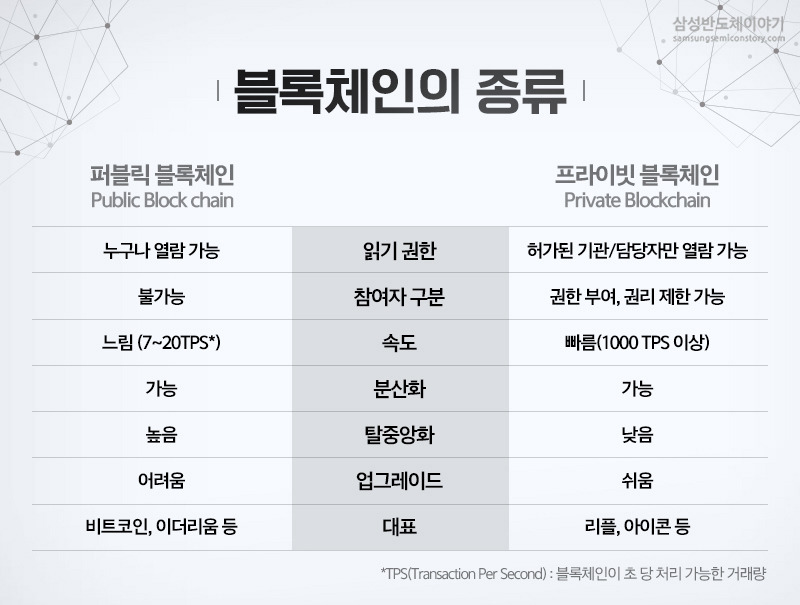 삼성반도체이야기
samsungsemiconstory.com
블록체인의 종류
퍼블릭 블록체인 프라이빗 블록체인
Public Block chain Private Blockchain
누구나 열람 가능 읽기 권한 허가된 기관/담당자만 열람 가능
불가능 참여자 구분 권한 부여, 권리 제한 가능
느림 (7~20TPS*) 속도 빠름(1000 TPS 이상)
가능 분산화 가능
높음 탈중앙화 낮음
어려움 업그레이드 쉬움
비트코인, 이더리움 등 대표 리플, 아이콘 등
*TPS(Transaction Per Second) : 블록체인이 초 당 처리 가능한 거래량